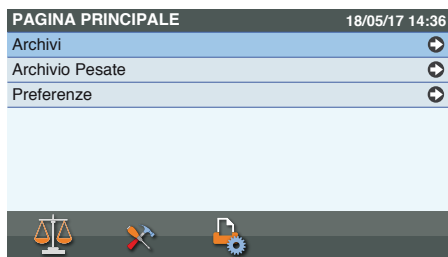 PAGINA PRINCIPALE 18/05/17 14:36
Archivi
Archivio Pesate
Preferenze